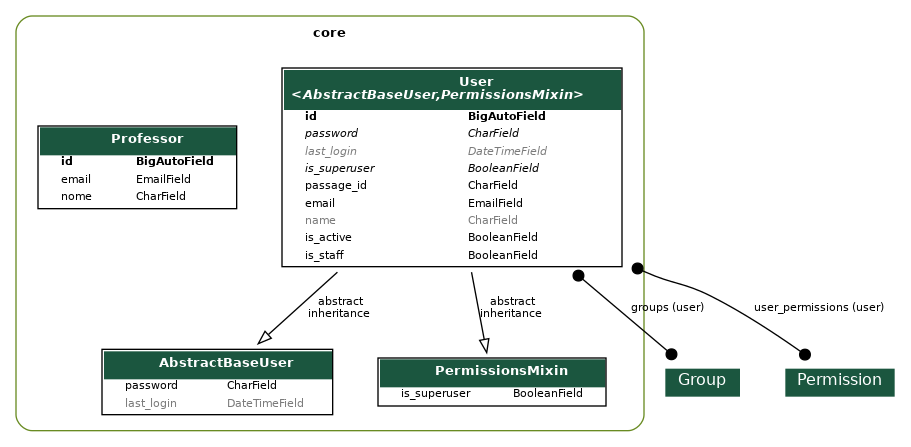 core
User
<AbstractBaseUser,PermissionsMixin>
id BigAutoField
password CharField
last_login DateTimeField
is_superuser BooleanField
passage_id CharField
email EmailField
name CharField
is_active BooleanField
is_staff BooleanField
Professor
id BigAutoField
email EmailField
nome CharField
abstract
inheritance
abstract
inheritance
groups (user)
user_permissions (user)
AbstractBaseUser
password CharField
last_login DateTimeField
PermissionsMixin
is_superuser BooleanField
Group
Permission